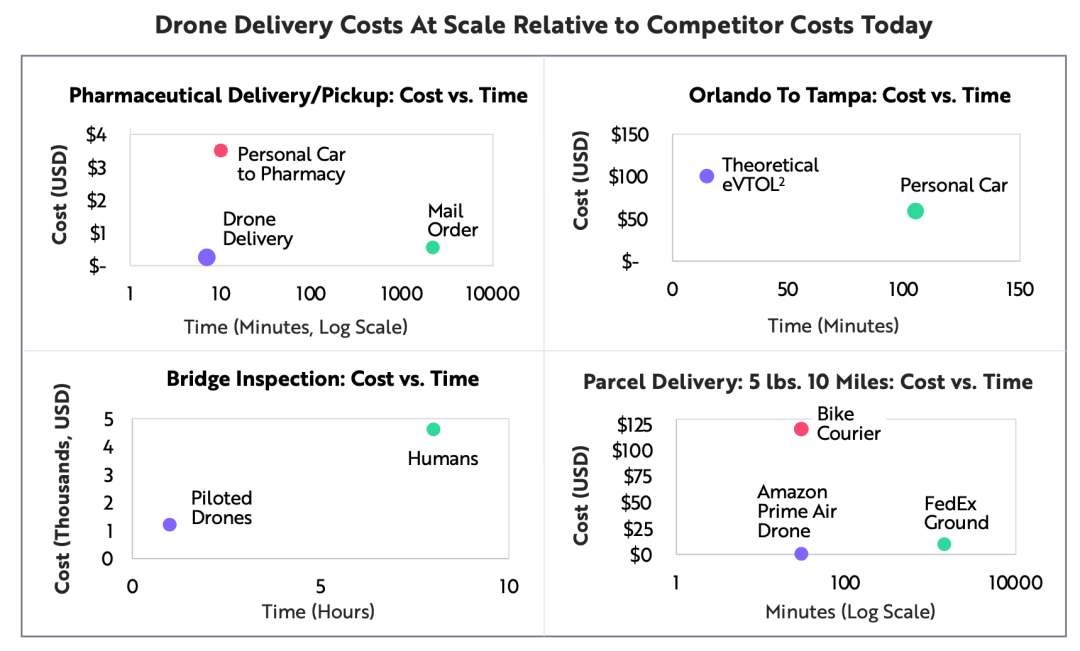 Drone Delivery Costs At Scale Relative to Competitor Costs Today
Pharmaceutical Delivery/Pickup: Cost vs. Time
Cost (USD)
$4
$3
$2
$1
$-
Personal Car
to Pharmacy
Drone
Delivery
Mail
Order
1 10 100 1000 10000
Time (Minutes, Log Scale)
Orlando To Tampa: Cost vs. Time
Cost (USD)
$150
$100
$50
$-
Theoretical
eVTOL²
Personal Car
0 50 100 150
Time (Minutes)
Bridge Inspection: Cost vs. Time
Cost (Thousands, USD)
5
4
3
2
1
0
Humans
Piloted
Drones
0 5 10
Time (Hours)
Parcel Delivery: 5 lbs. 10 Miles: Cost vs. Time
Cost (USD)
$125
$100
$75
$50
$25
$0
Bike
Courier
Amazon
Prime Air
Drone
FedEx
Ground
1 100 10000
Minutes (Log Scale)